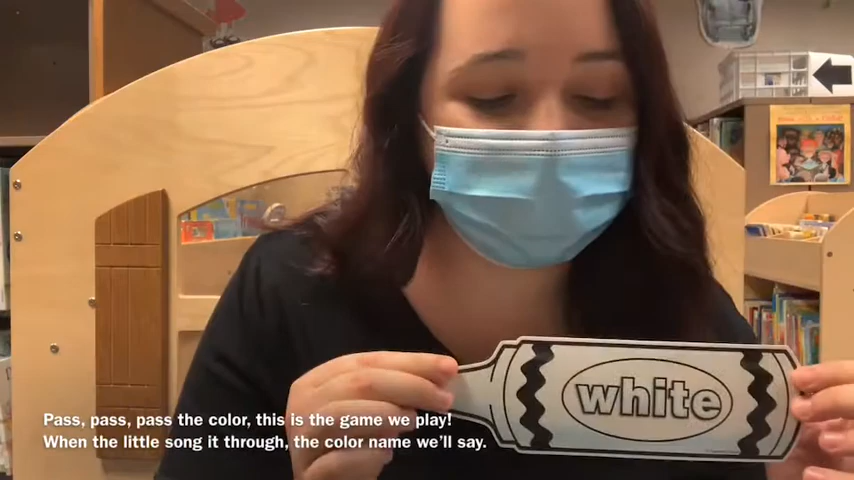 white
Pass, pass, pass the color, this is the game we play!
When the little song it through, the color name we'll say.